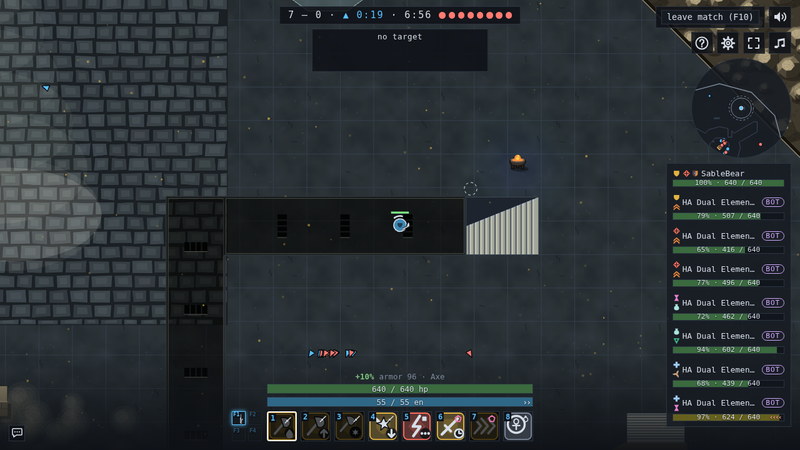 7 – 0 · ▲ 0:19 · 6:56
leave match (F10)
no target
SableBear
100% · 640 / 640
HA Dual Elemen… BOT
79% · 507 / 640
HA Dual Elemen… BOT
65% · 416 / 640
HA Dual Elemen… BOT
77% · 496 / 640
HA Dual Elemen… BOT
72% · 462 / 640
HA Dual Elemen… BOT
94% · 602 / 640
HA Dual Elemen… BOT
68% · 439 / 640
HA Dual Elemen… BOT
97% · 624 / 640
+10% armor 96 · Axe
640 / 640 hp
55 / 55 en
F1 F2
F3 F4
1 2 3 4 5 6 7 8